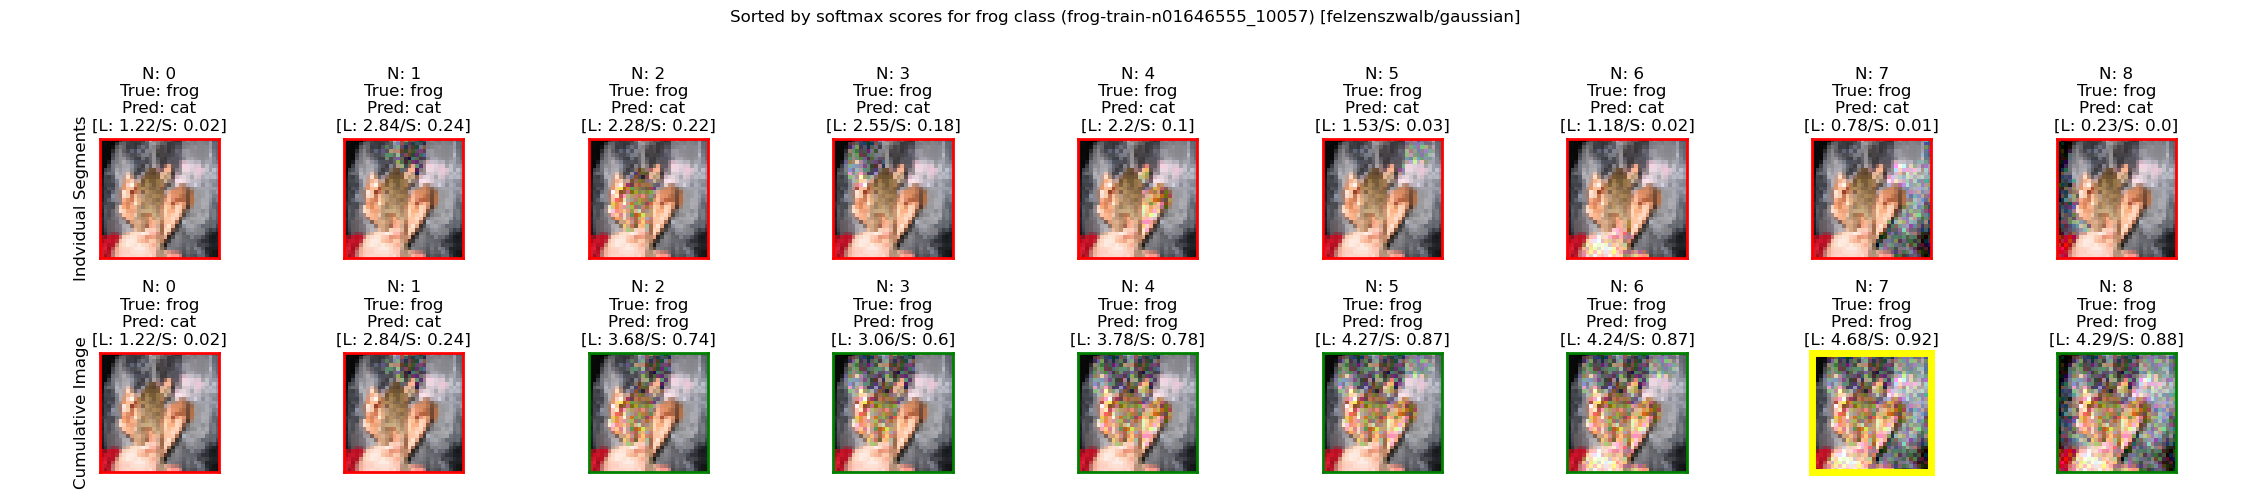 Sorted by softmax scores for frog class (frog-train-n01646555_10057) [felzenszwalb/gaussian]
Indvidual Segments
N: 0
True: frog
Pred: cat
[L: 1.22/S: 0.02]
N: 1
True: frog
Pred: cat
[L: 2.84/S: 0.24]
N: 2
True: frog
Pred: cat
[L: 2.28/S: 0.22]
N: 3
True: frog
Pred: cat
[L: 2.55/S: 0.18]
N: 4
True: frog
Pred: cat
[L: 2.2/S: 0.1]
N: 5
True: frog
Pred: cat
[L: 1.53/S: 0.03]
N: 6
True: frog
Pred: cat
[L: 1.18/S: 0.02]
N: 7
True: frog
Pred: cat
[L: 0.78/S: 0.01]
N: 8
True: frog
Pred: cat
[L: 0.23/S: 0.0]
Cumulative Image
N: 0
True: frog
Pred: cat
[L: 1.22/S: 0.02]
N: 1
True: frog
Pred: cat
[L: 2.84/S: 0.24]
N: 2
True: frog
Pred: frog
[L: 3.68/S: 0.74]
N: 3
True: frog
Pred: frog
[L: 3.06/S: 0.6]
N: 4
True: frog
Pred: frog
[L: 3.78/S: 0.78]
N: 5
True: frog
Pred: frog
[L: 4.27/S: 0.87]
N: 6
True: frog
Pred: frog
[L: 4.24/S: 0.87]
N: 7
True: frog
Pred: frog
[L: 4.68/S: 0.92]
N: 8
True: frog
Pred: frog
[L: 4.29/S: 0.88]